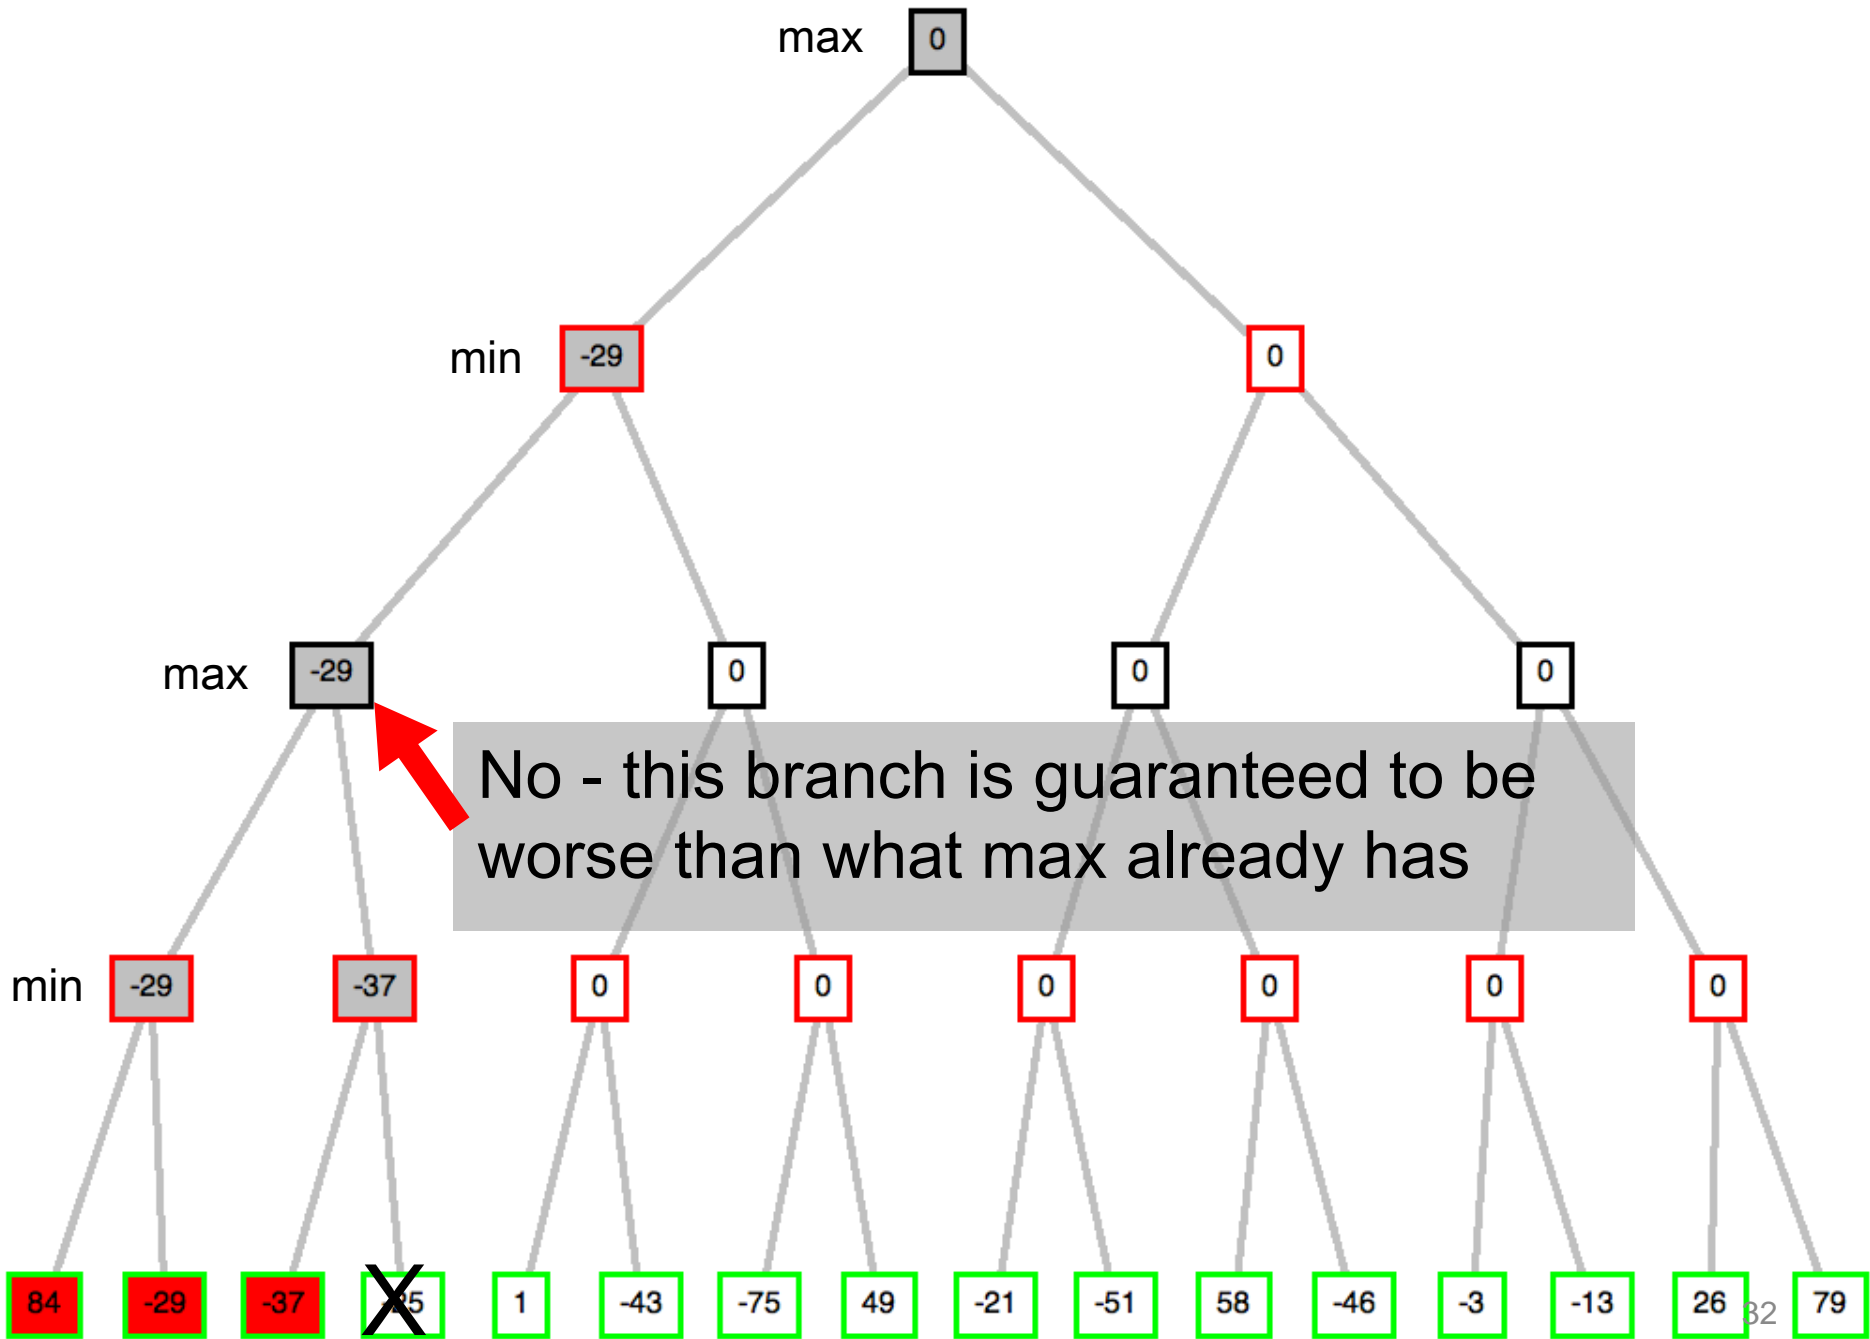 max 0
min -29 0
max -29 0 0 0
No - this branch is guaranteed to be
worse than what max already has
min -29 -37 0 0 0 0 0 0
84 -29 -37 X 1 -43 -75 49 -21 -51 58 -46 -3 -13 26 32 79